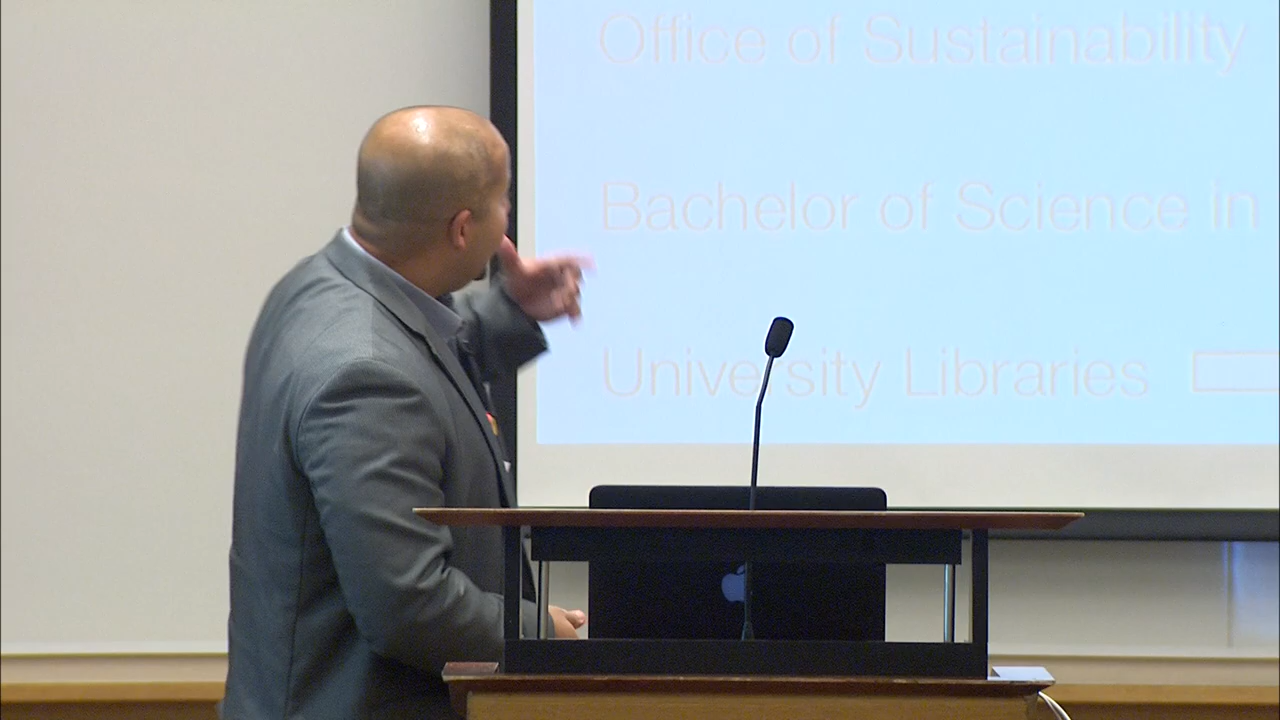 Office of Sustainability
Bachelor of Science in
University Libraries